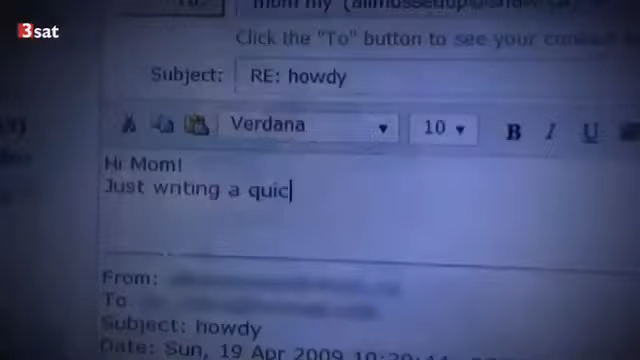 3sat
To:
Click the "To" button to see your
Subject: RE: howdy
Verdana 10 B I U
Hi Mom!
Just writing a quic
From:
To
Subject: howdy
Date: Sun, 19 Apr 2009